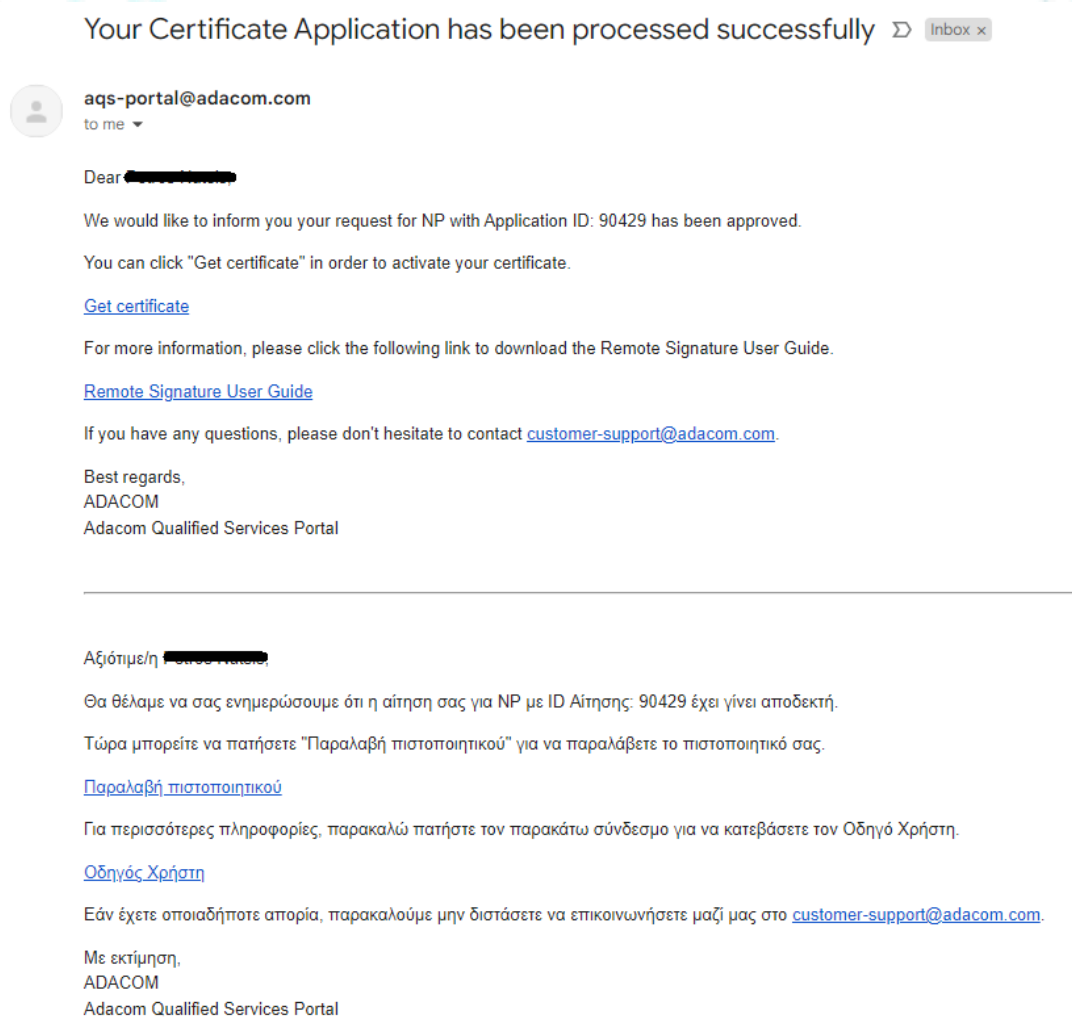 Your Certificate Application has been processed successfully
Inbox ×
aqs-portal@adacom.com
to me
Dear
We would like to inform you your request for NP with Application ID: 90429 has been approved.
You can click "Get certificate" in order to activate your certificate.
Get certificate
For more information, please click the following link to download the Remote Signature User Guide.
Remote Signature User Guide
If you have any questions, please don't hesitate to contact customer-support@adacom.com.
Best regards,
ADACOM
Adacom Qualified Services Portal
Αξιότιμε/η
Θα θέλαμε να σας ενημερώσουμε ότι η αίτηση σας για NP με ID Αίτησης: 90429 έχει γίνει αποδεκτή.
Τώρα μπορείτε να πατήσετε "Παραλαβή πιστοποιητικού" για να παραλάβετε το πιστοποιητικό σας.
Παραλαβή πιστοποιητικού
Για περισσότερες πληροφορίες, παρακαλώ πατήστε τον παρακάτω σύνδεσμο για να κατεβάσετε τον Οδηγό Χρήστη.
Οδηγός Χρήστη
Εάν έχετε οποιαδήποτε απορία, παρακαλούμε μην διστάσετε να επικοινωνήσετε μαζί μας στο customer-support@adacom.com.
Με εκτίμηση,
ADACOM
Adacom Qualified Services Portal